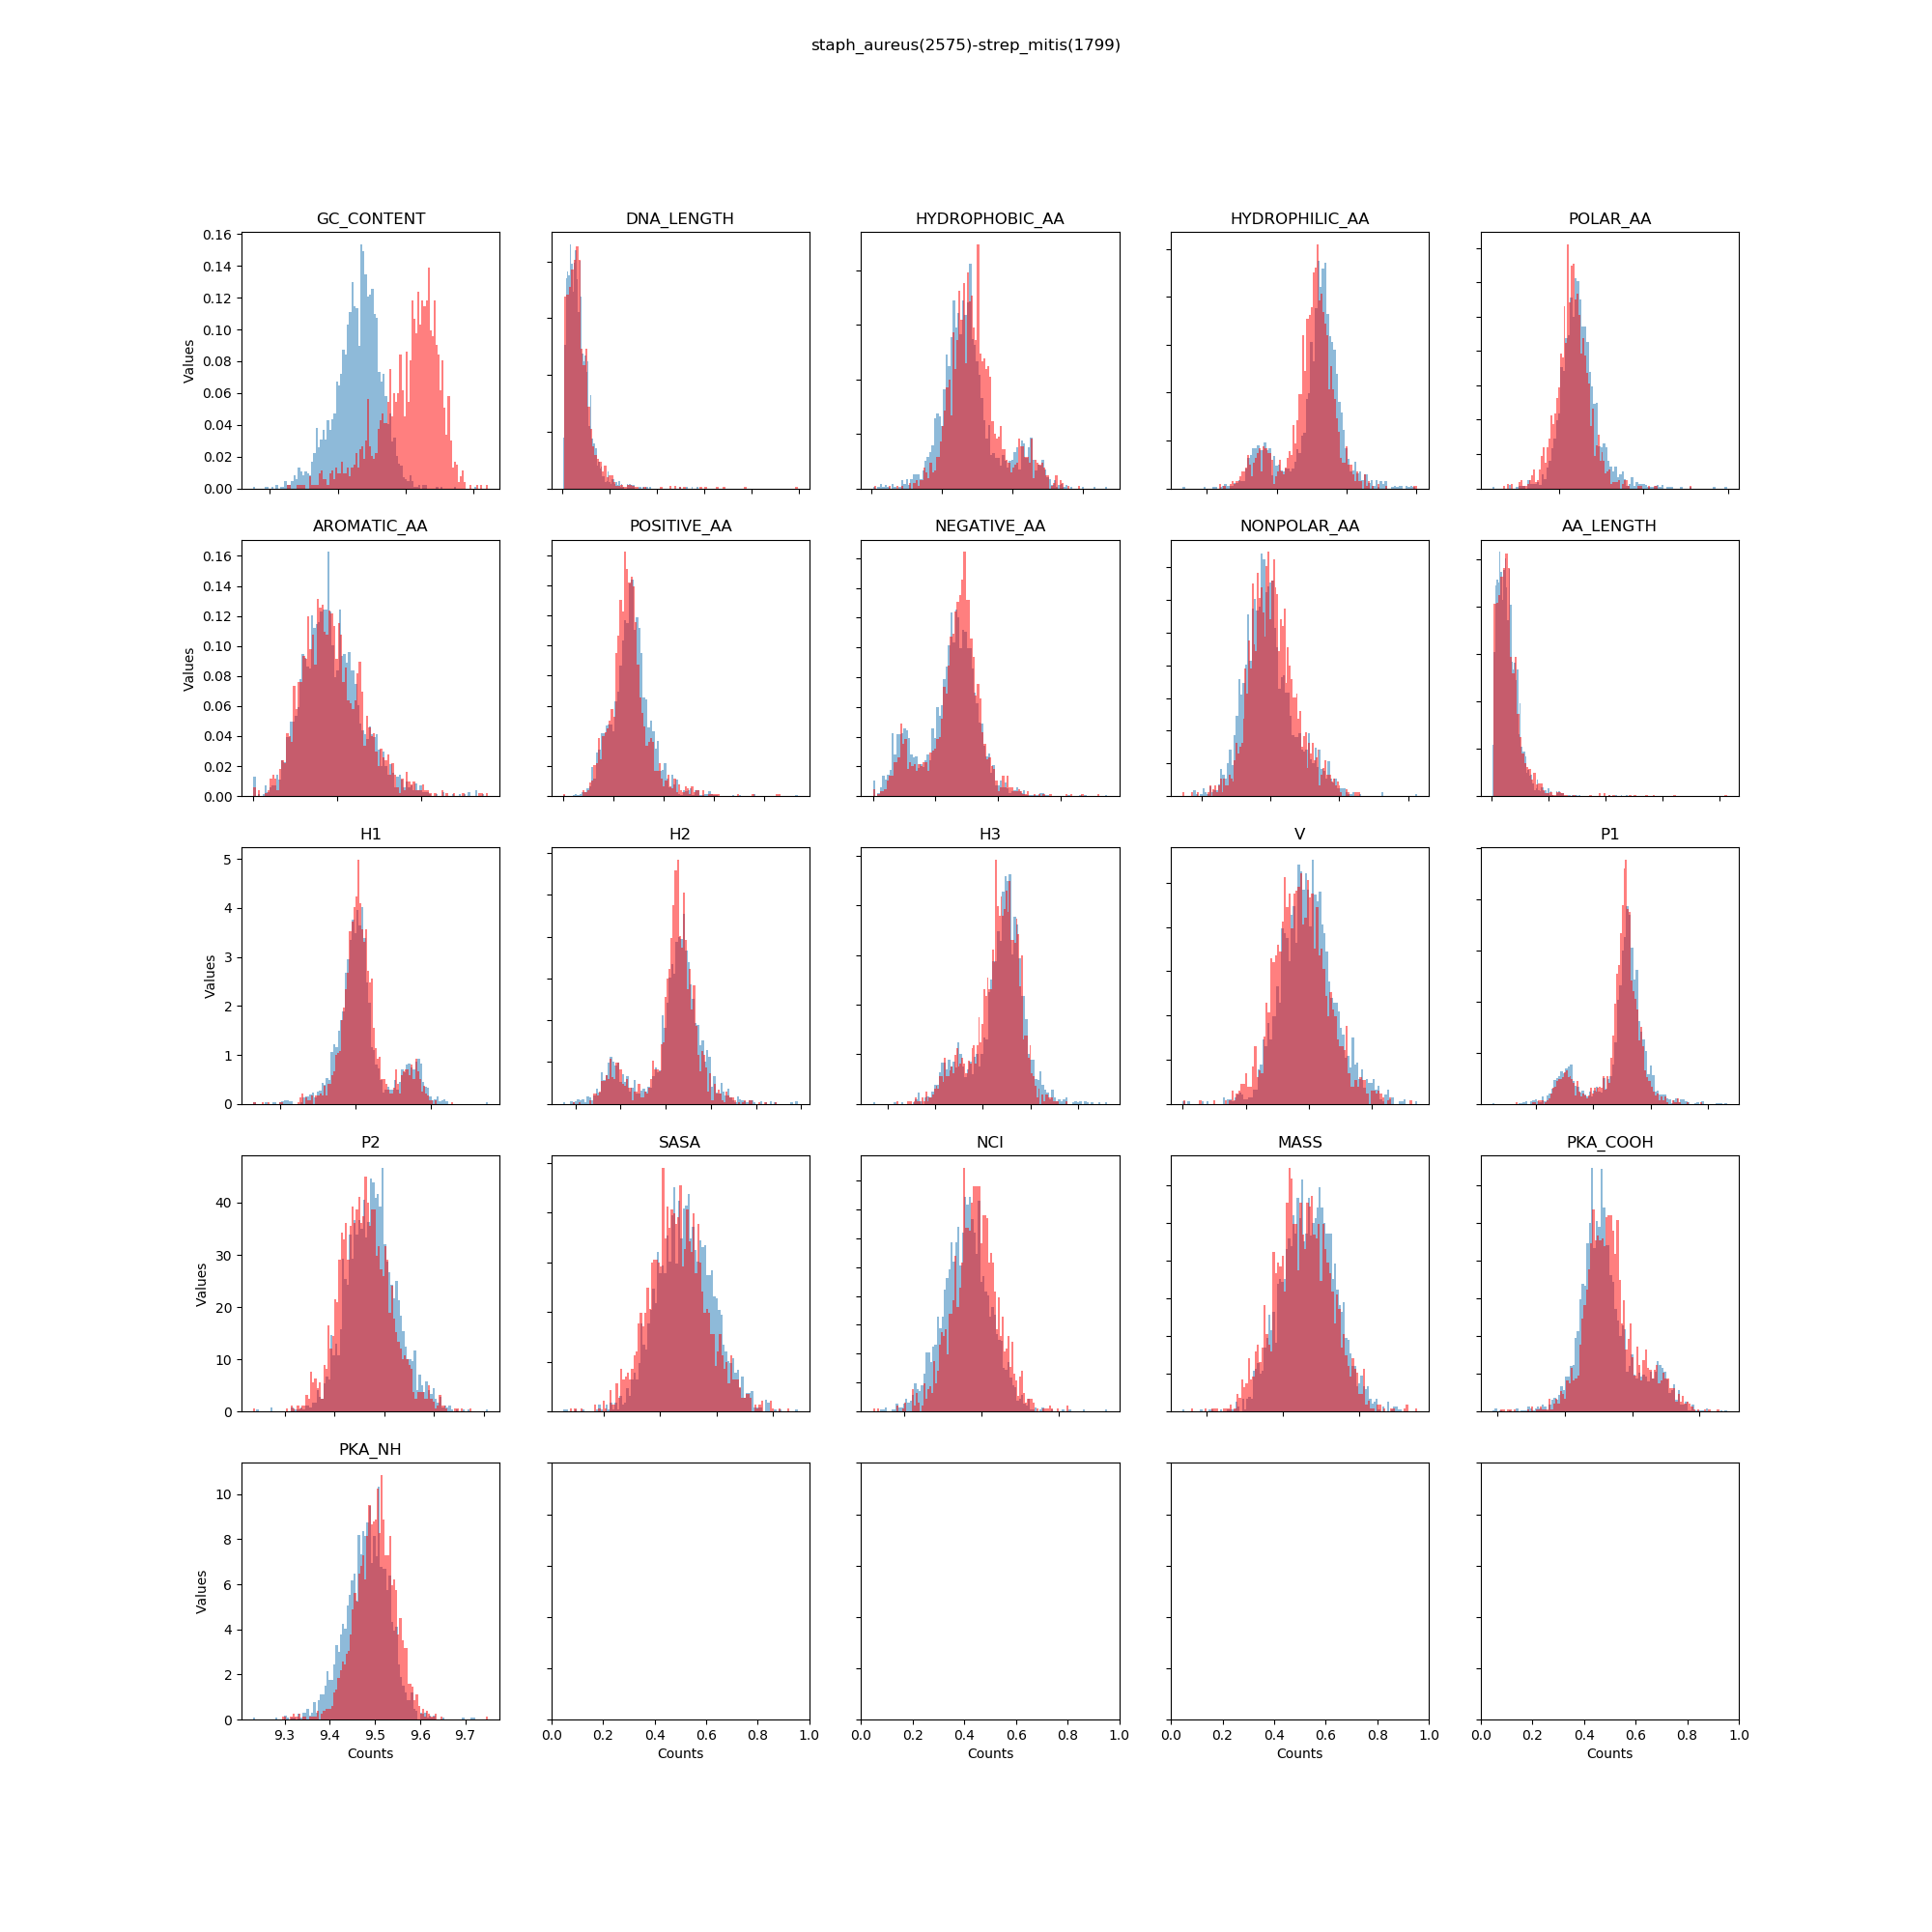 staph_aureus(2575)-strep_mitis(1799)
GC_CONTENT DNA_LENGTH HYDROPHOBIC_AA HYDROPHILIC_AA POLAR_AA
0.16
0.14
0.12
0.10
0.08
0.06
0.04
0.02
0.00
Values
AROMATIC_AA POSITIVE_AA NEGATIVE_AA NONPOLAR_AA AA_LENGTH
0.16
0.14
0.12
0.10
0.08
0.06
0.04
0.02
0.00
Values
H1 H2 H3 V P1
5
4
3
2
1
0
Values
P2 SASA NCI MASS PKA_COOH
40
30
20
10
0
Values
PKA_NH
10
8
6
4
2
0
Values
9.3 9.4 9.5 9.6 9.7 0.0 0.2 0.4 0.6 0.8 1.0 0.0 0.2 0.4 0.6 0.8 1.0 0.0 0.2 0.4 0.6 0.8 1.0 0.0 0.2 0.4 0.6 0.8 1.0
Counts Counts Counts Counts Counts